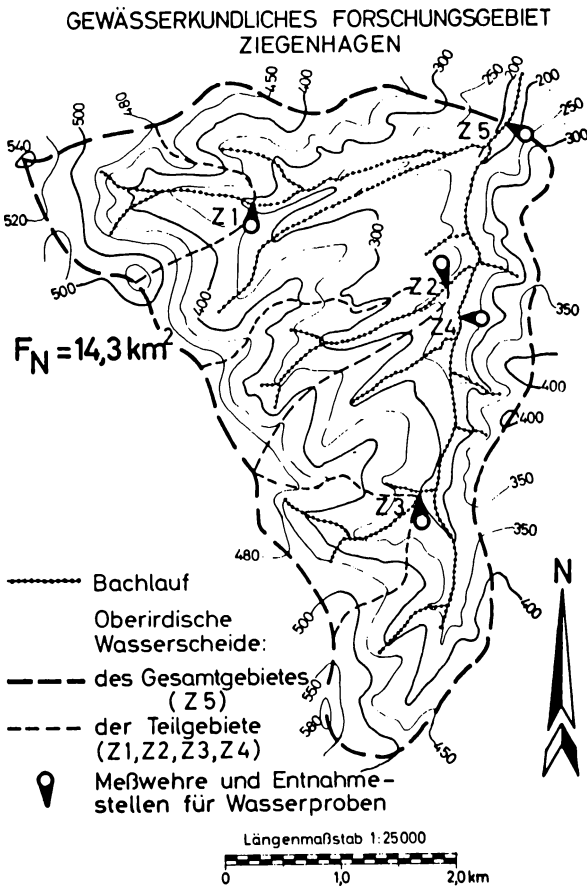 GEWÄSSERKUNDLICHES FORSCHUNGSGEBIET
ZIEGENHAGEN
540
500
480
450
400
300
250
200
200
250
300
Z 5
520
Z 1
500
400
300
Z 2
Z 4
350
F_N = 14,3 km²
400
400
350
350
Z 3
480
400
500
550
580
450
N
Bachlauf
Oberirdische
Wasserscheide:
des Gesamtgebietes
(Z5)
der Teilgebiete
(Z1,Z2,Z3,Z4)
Meßwehre und Entnahme-
stellen für Wasserproben
Längenmaßstab 1:25000
0 1,0 2,0 km